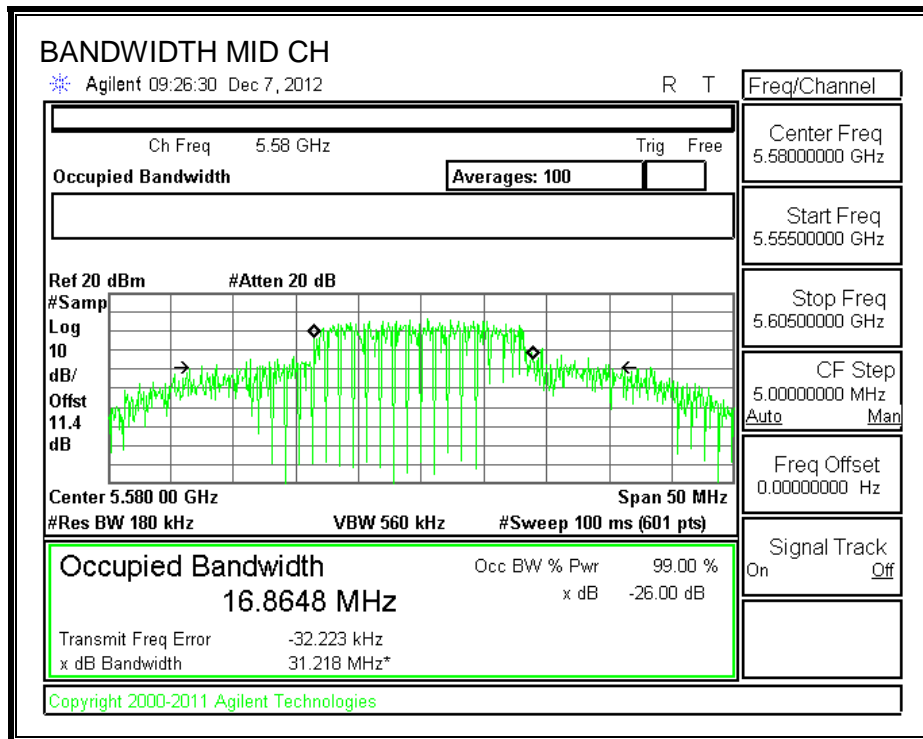 BANDWIDTH MID CH
Agilent 09:26:30 Dec 7, 2012 R T
Ch Freq 5.58 GHz Trig Free
Occupied Bandwidth Averages: 100
Ref 20 dBm #Atten 20 dB
#Samp
Log
10
dB/
Offst
11.4
dB
Center 5.580 00 GHz Span 50 MHz
#Res BW 180 kHz VBW 560 kHz #Sweep 100 ms (601 pts)
Occupied Bandwidth Occ BW % Pwr 99.00 %
16.8648 MHz x dB -26.00 dB
Transmit Freq Error -32.223 kHz
x dB Bandwidth 31.218 MHz*
Copyright 2000-2011 Agilent Technologies
Freq/Channel
Center Freq
5.58000000 GHz
Start Freq
5.55500000 GHz
Stop Freq
5.60500000 GHz
CF Step
5.00000000 MHz
Auto Man
Freq Offset
0.00000000 Hz
Signal Track
On Off